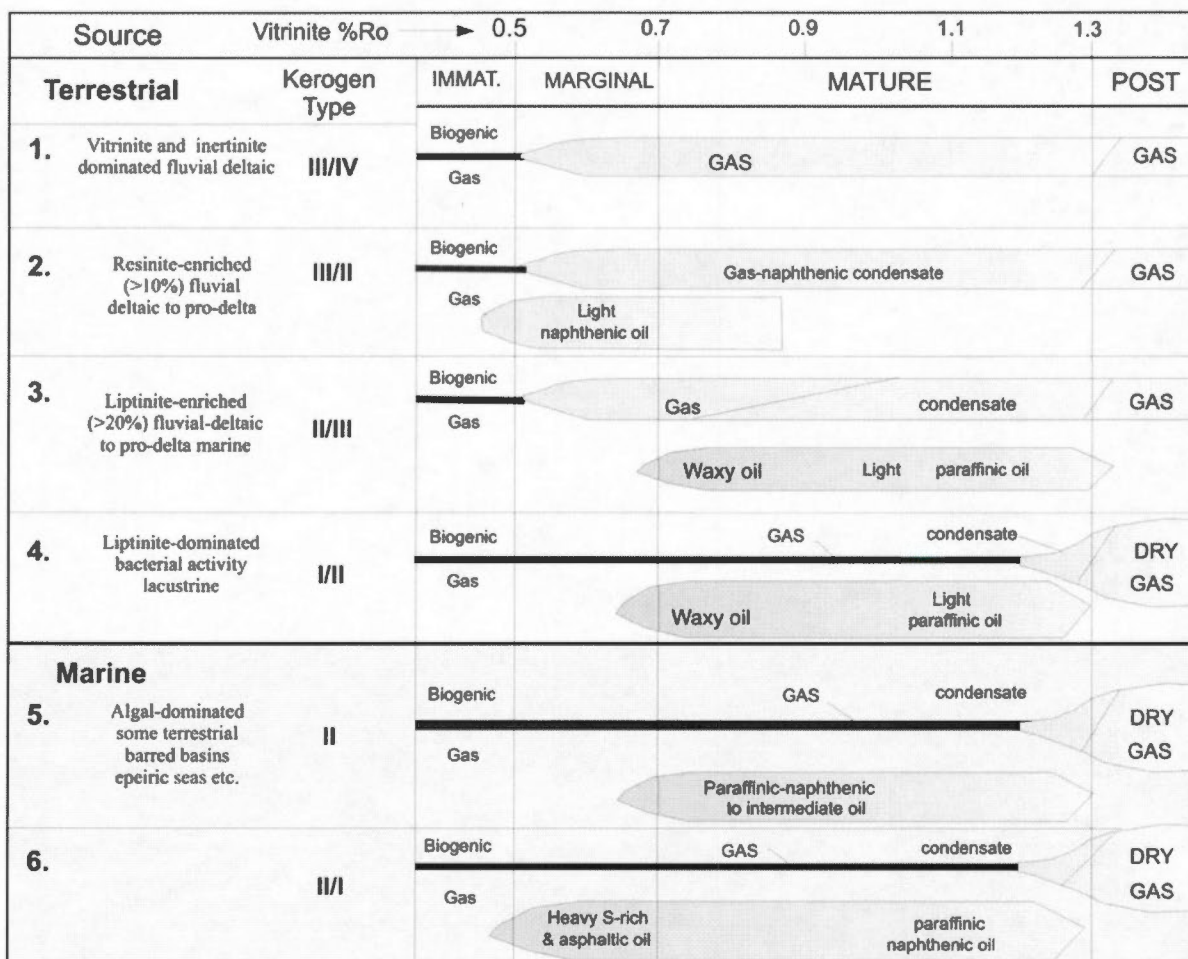 Source Vitrinite %Ro 0.5 0.7 0.9 1.1 1.3
Terrestrial Kerogen Type IMMAT. MARGINAL MATURE POST
1. Vitrinite and inertinite
dominated fluvial deltaic
III/IV
Biogenic
Gas
GAS
GAS
2. Resinite-enriched
(>10%) fluvial
deltaic to pro-delta
III/II
Biogenic
Gas
Gas-naphthenic condensate
GAS
Light
naphthenic oil
3. Liptinite-enriched
(>20%) fluvial-deltaic
to pro-delta marine
II/III
Biogenic
Gas
Gas condensate
GAS
Waxy oil Light paraffinic oil
4. Liptinite-dominated
bacterial activity
lacustrine
I/II
Biogenic
Gas
GAS condensate
DRY
GAS
Waxy oil
Light
paraffinic oil
Marine
5. Algal-dominated
some terrestrial
barred basins
epeiric seas etc.
II
Biogenic
Gas
GAS condensate
DRY
GAS
Paraffinic-naphthenic
to intermediate oil
6.
II/I
Biogenic
Gas
GAS condensate
DRY
GAS
Heavy S-rich
& asphaltic oil
paraffinic
naphthenic oil